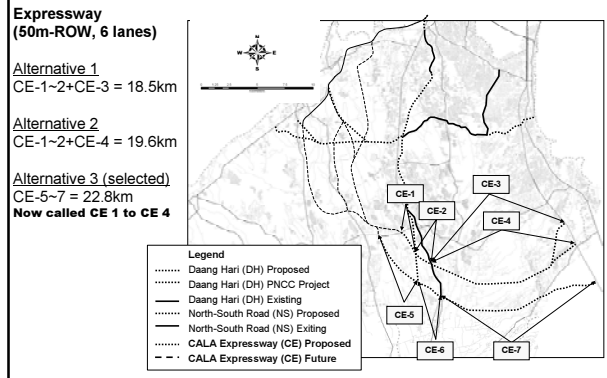 Expressway
(50m-ROW, 6 lanes)
Alternative 1
CE-1~2+CE-3 = 18.5km
Alternative 2
CE-1~2+CE-4 = 19.6km
Alternative 3 (selected)
CE-5~7 = 22.8km
Now called CE 1 to CE 4
N
W
E
S
CE-1
CE-2
CE-3
CE-4
CE-5
CE-6
CE-7
Legend
Daang Hari (DH) Proposed
Daang Hari (DH) PNCC Project
Daang Hari (DH) Existing
North-South Road (NS) Proposed
North-South Road (NS) Exiting
CALA Expressway (CE) Proposed
CALA Expressway (CE) Future